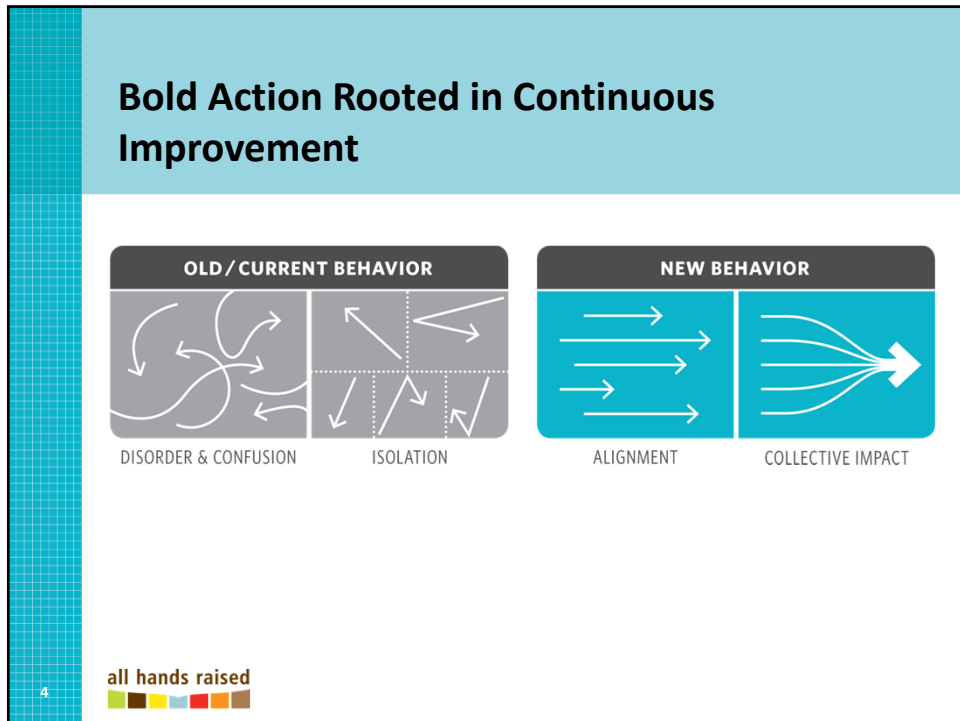 Bold Action Rooted in Continuous
Improvement
OLD/CURRENT BEHAVIOR
NEW BEHAVIOR
DISORDER & CONFUSION
ISOLATION
ALIGNMENT
COLLECTIVE IMPACT
4
all hands raised